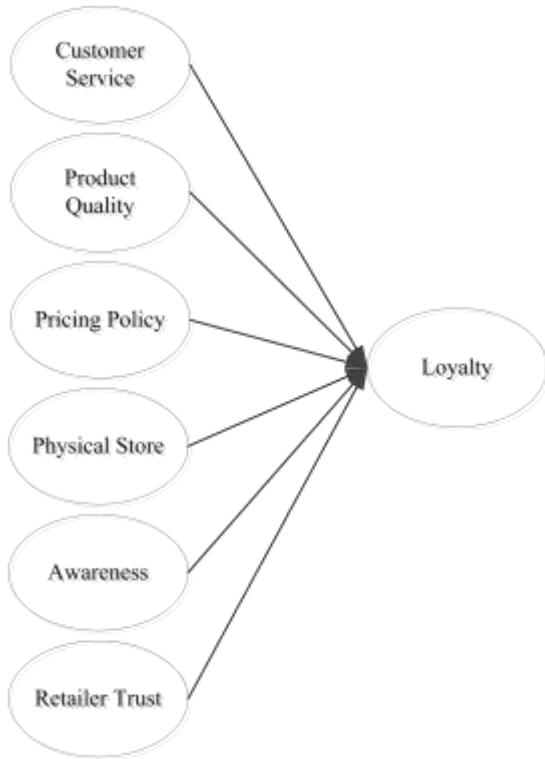 Customer
Service
Product
Quality
Pricing Policy
Loyalty
Physical Store
Awareness
Retailer Trust